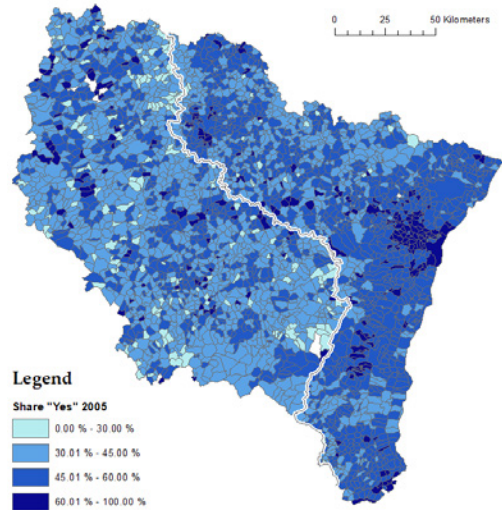 0 25 50 Kilometers
Legend
Share "Yes" 2005
0.00 % - 30.00 %
30.01 % - 45.00 %
45.01 % - 60.00 %
60.01 % - 100.00 %